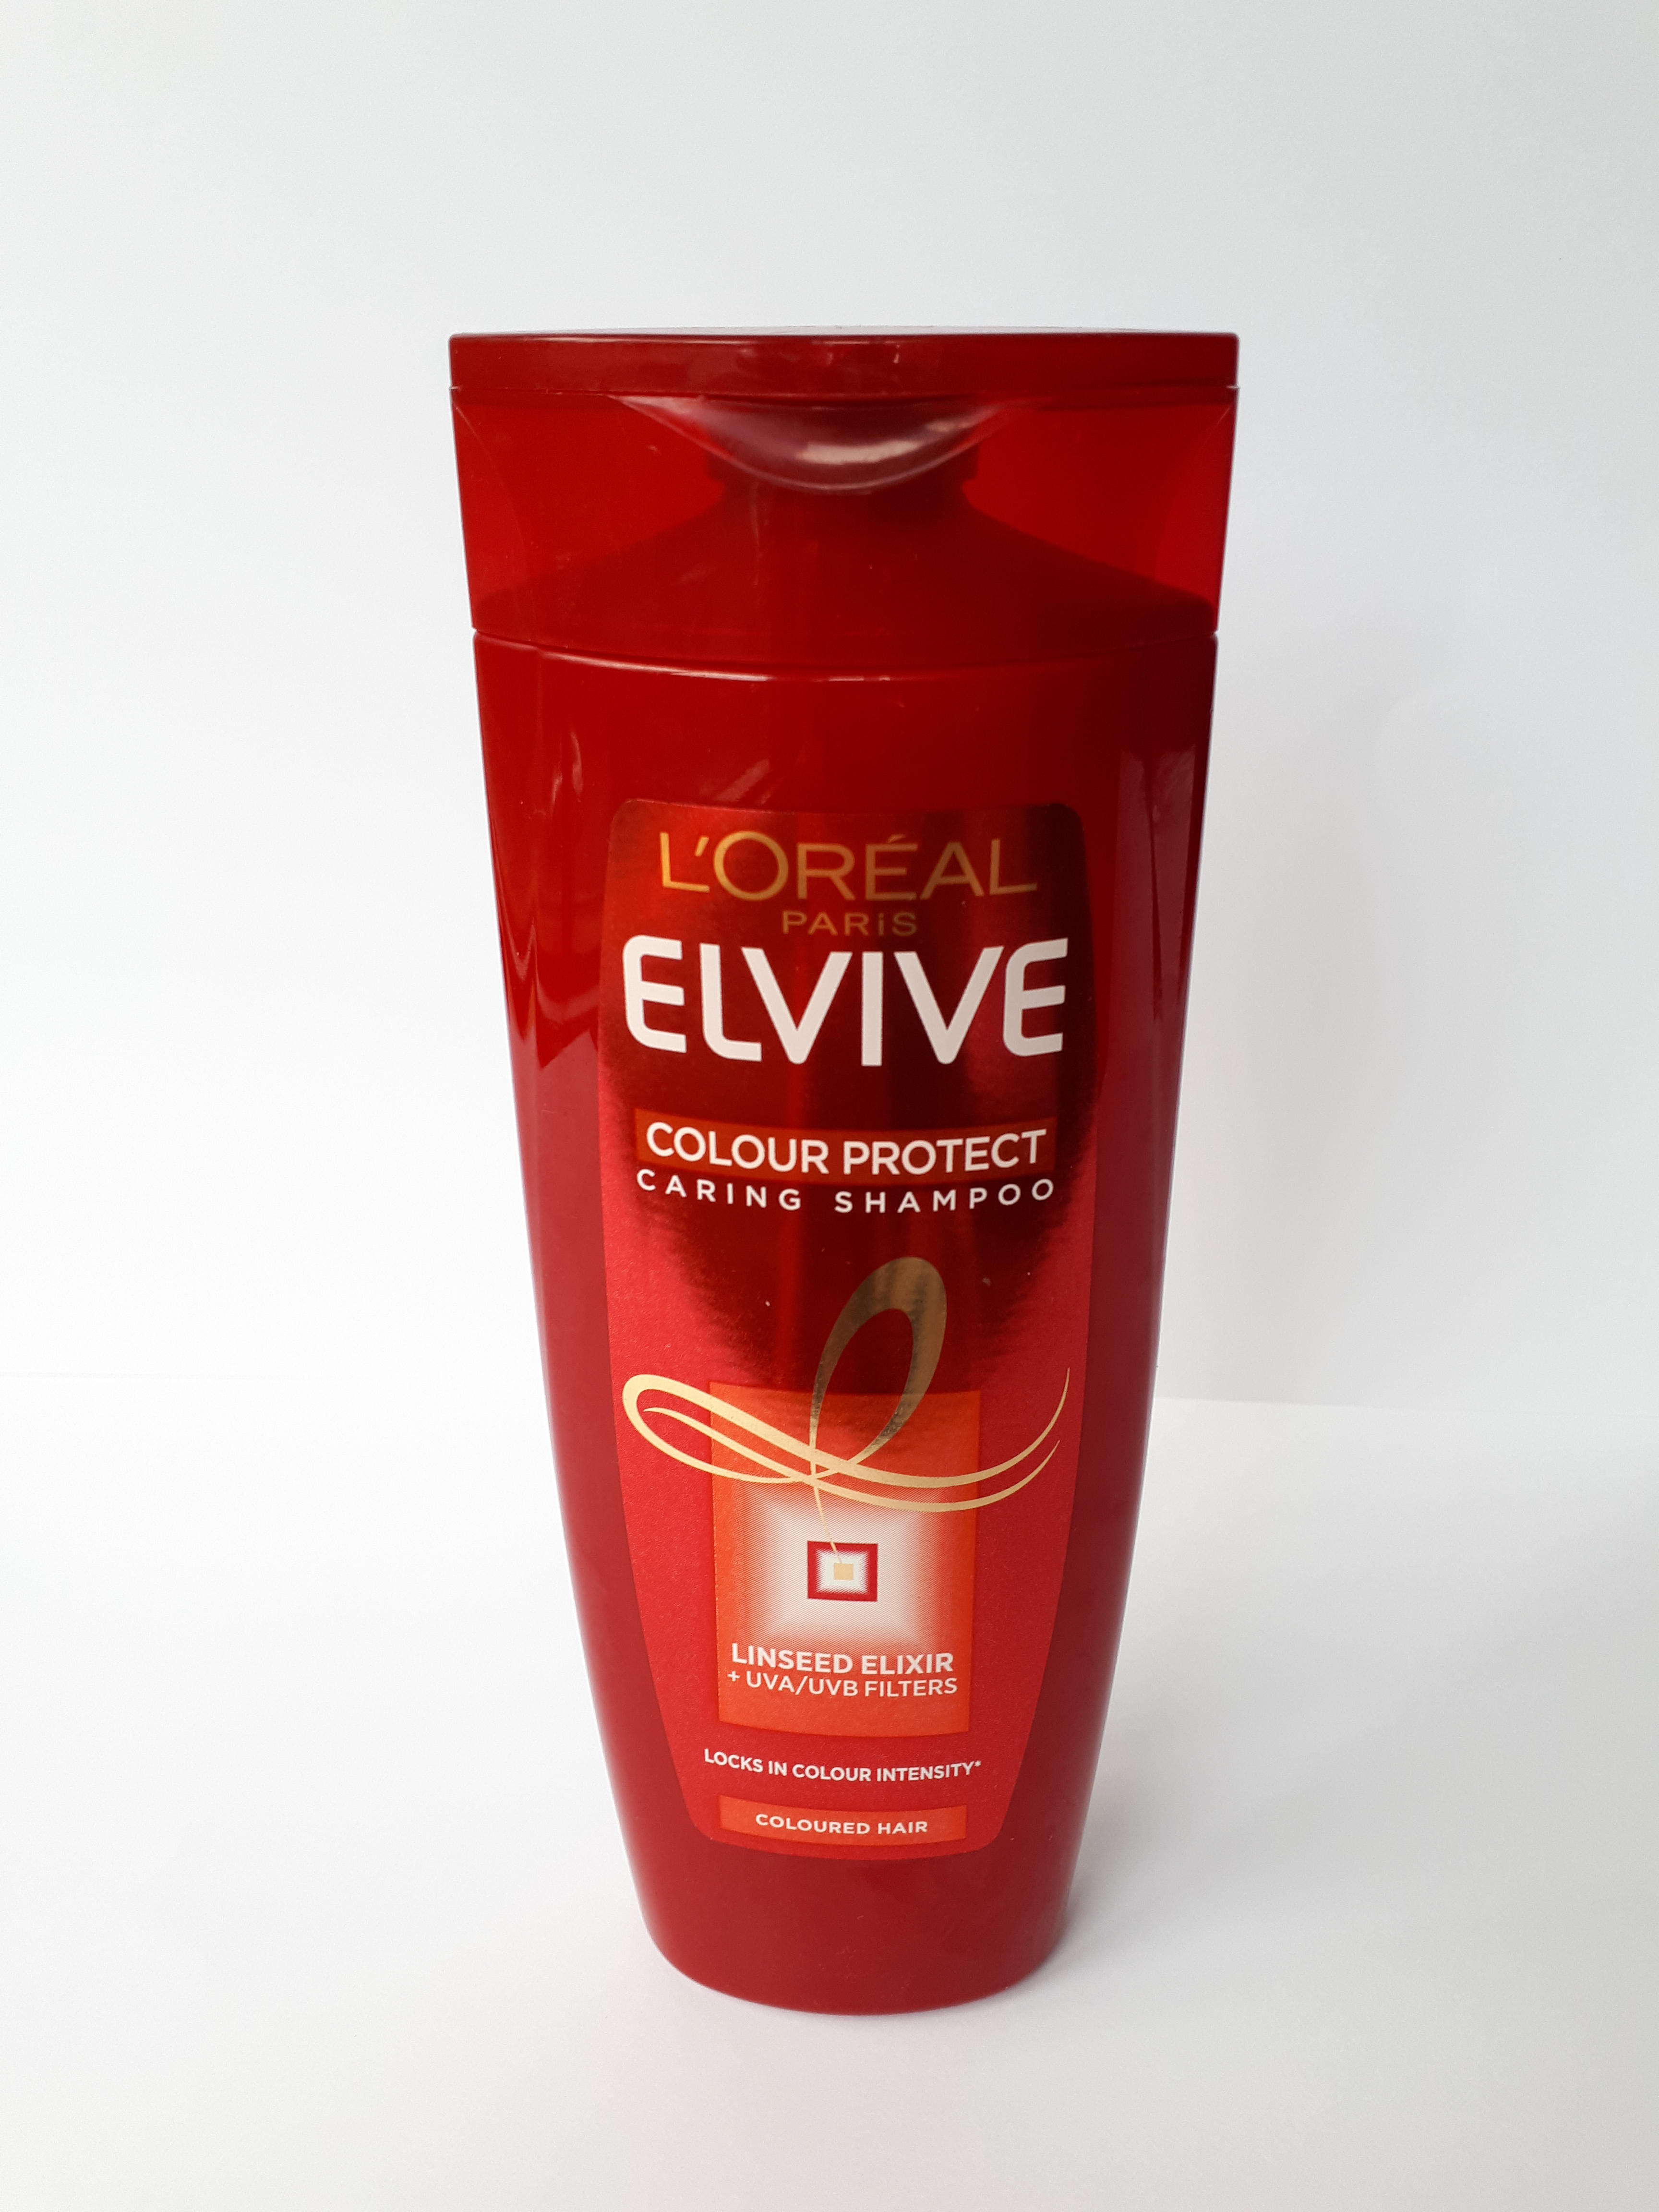 L'ORÉAL
PARiS
ELVIVE
COLOUR PROTECT
CARING SHAMPOO
LINSEED ELIXIR
+ UVA/UVB FILTERS
LOCKS IN COLOUR INTENSITY*
COLOURED HAIR